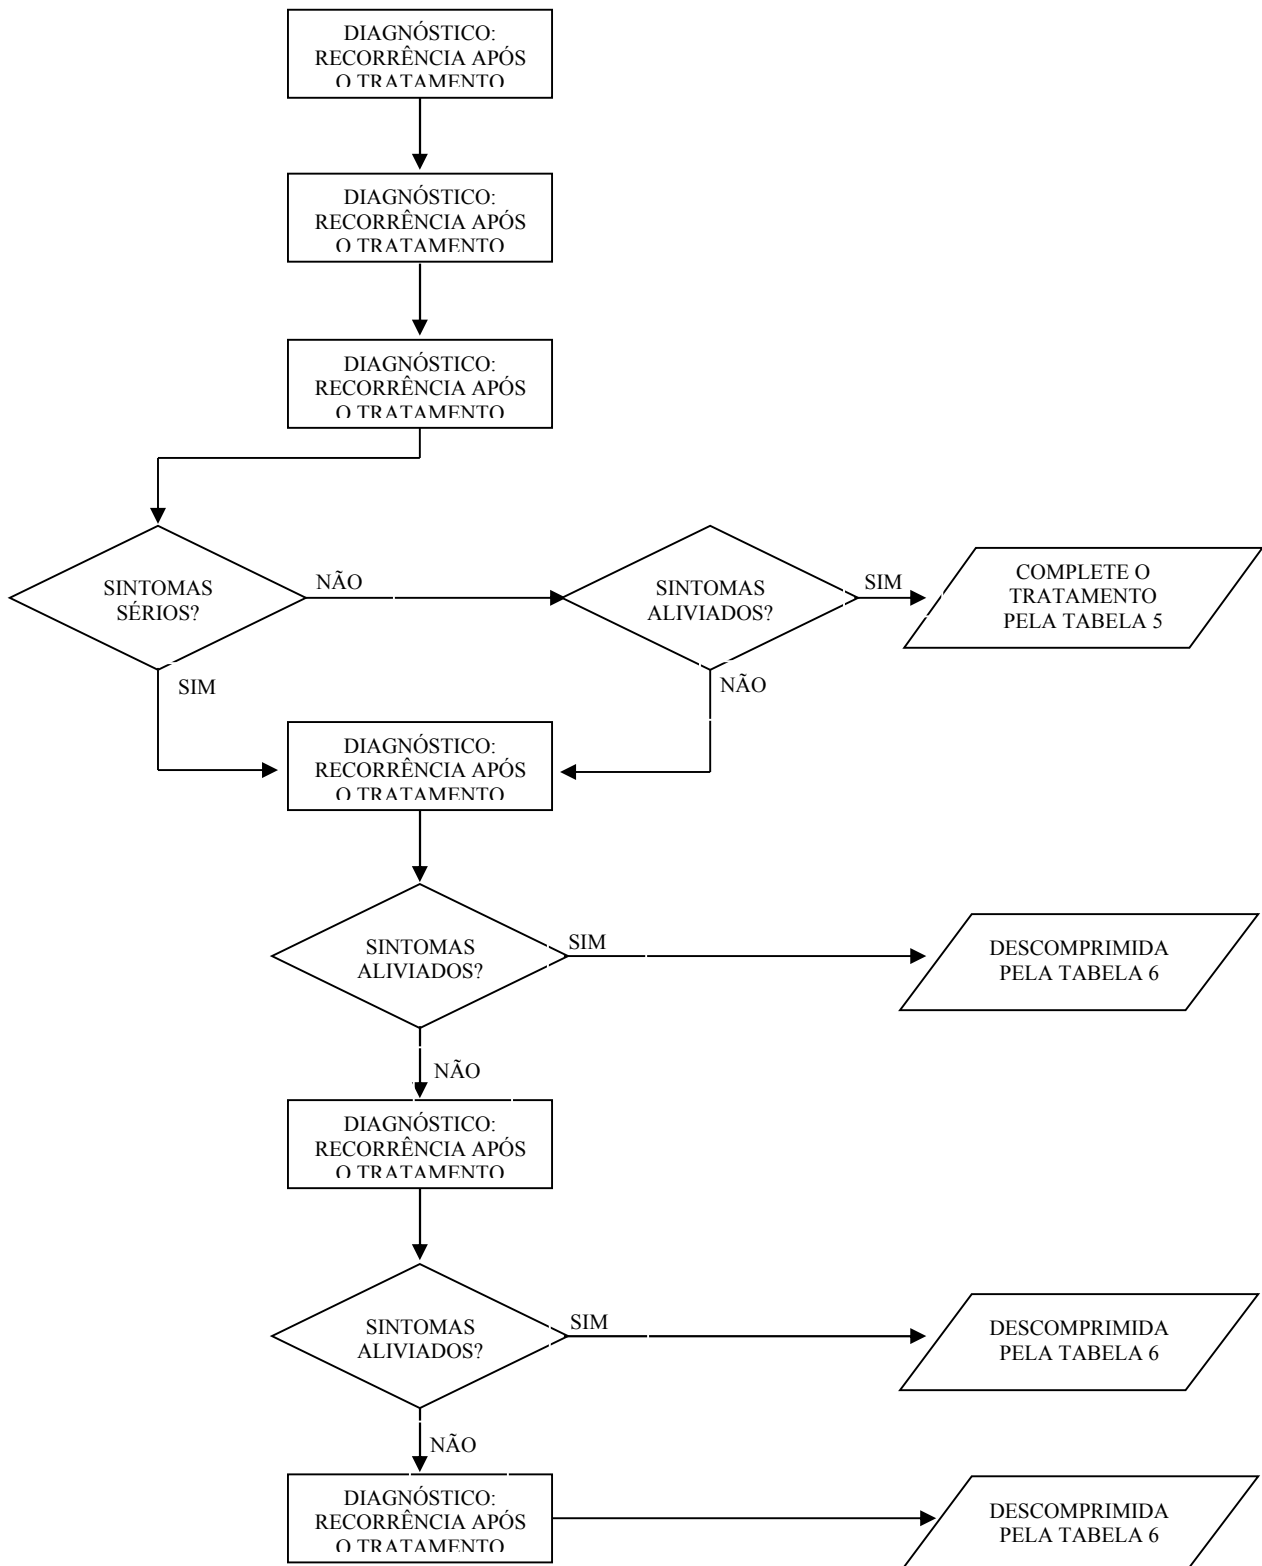 DIAGNÓSTICO:
RECORRÊNCIA APÓS
O TRATAMENTO
DIAGNÓSTICO:
RECORRÊNCIA APÓS
O TRATAMENTO
DIAGNÓSTICO:
RECORRÊNCIA APÓS
O TRATAMENTO
SINTOMAS
SÉRIOS?
NÃO
SINTOMAS
ALIVIADOS?
SIM
COMPLETE O
TRATAMENTO
PELA TABELA 5
SIM
NÃO
DIAGNÓSTICO:
RECORRÊNCIA APÓS
O TRATAMENTO
SINTOMAS
ALIVIADOS?
SIM
DESCOMPRIMIDA
PELA TABELA 6
NÃO
DIAGNÓSTICO:
RECORRÊNCIA APÓS
O TRATAMENTO
SINTOMAS
ALIVIADOS?
SIM
DESCOMPRIMIDA
PELA TABELA 6
NÃO
DIAGNÓSTICO:
RECORRÊNCIA APÓS
O TRATAMENTO
DESCOMPRIMIDA
PELA TABELA 6